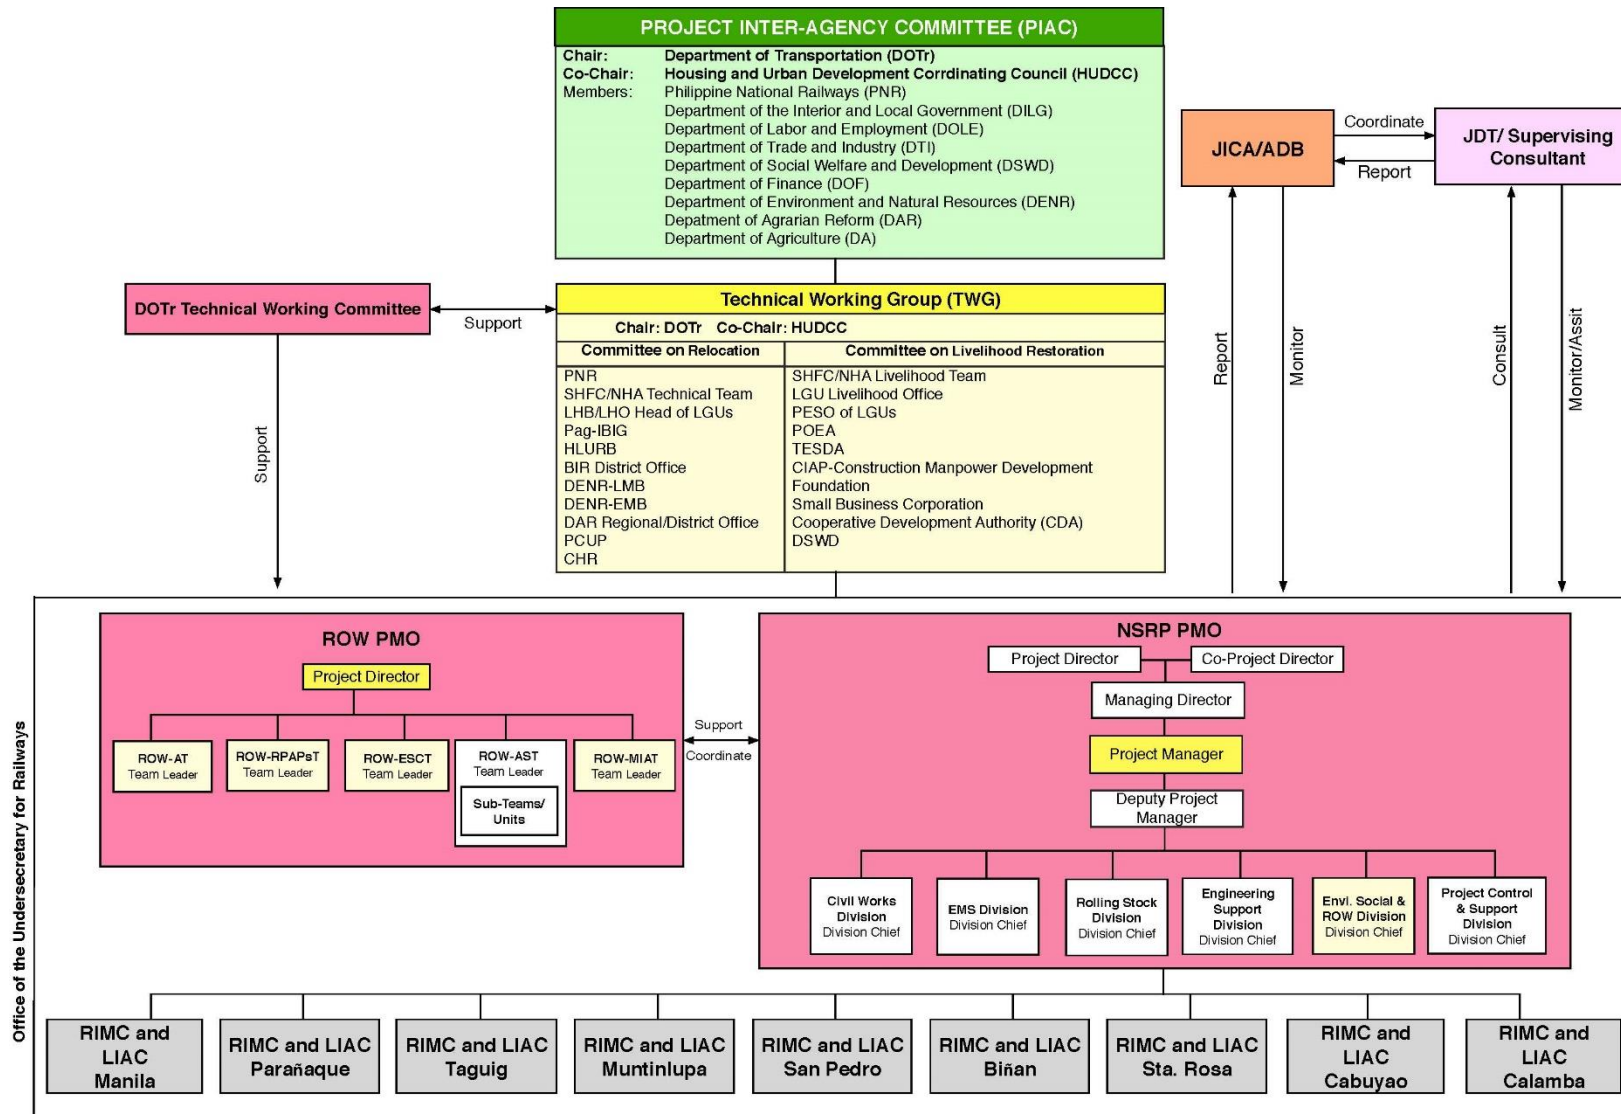 PROJECT INTER-AGENCY COMMITTEE (PIAC)
Chair: Department of Transportation (DOTr)
Co-Chair: Housing and Urban Development Corrdinating Council (HUDCC)
Members: Philippine National Railways (PNR)
Department of the Interior and Local Government (DILG)
Department of Labor and Employment (DOLE)
Department of Trade and Industry (DTI)
Department of Social Welfare and Development (DSWD)
Department of Finance (DOF)
Department of Environment and Natural Resources (DENR)
Depatment of Agrarian Reform (DAR)
Department of Agriculture (DA)
JICA/ADB
Coordinate
Report
JDT/ Supervising
Consultant
DOTr Technical Working Committee
Support
Technical Working Group (TWG)
Chair: DOTr Co-Chair: HUDCC
Committee on Relocation
PNR
SHFC/NHA Technical Team
LHB/LHO Head of LGUs
Pag-IBIG
HLURB
BIR District Office
DENR-LMB
DENR-EMB
DAR Regional/District Office
PCUP
CHR
Committee on Livelihood Restoration
SHFC/NHA Livelihood Team
LGU Livelihood Office
PESO of LGUs
POEA
TESDA
CIAP-Construction Manpower Development
Foundation
Small Business Corporation
Cooperative Development Authority (CDA)
DSWD
Support
Report
Monitor
Consult
Monitor/Assit
Office of the Undersecretary for Railways
ROW PMO
Project Director
ROW-AT
Team Leader
ROW-RPAPsT
Team Leader
ROW-ESCT
Team Leader
ROW-AST
Team Leader
Sub-Teams/
Units
ROW-MIAT
Team Leader
Support
Coordinate
NSRP PMO
Project Director
Co-Project Director
Managing Director
Project Manager
Deputy Project
Manager
Civil Works
Division
Division Chief
EMS Division
Division Chief
Rolling Stock
Division
Division Chief
Engineering
Support
Division
Division Chief
Envi. Social &
ROW Division
Division Chief
Project Control
& Support
Division
Division Chief
RIMC and
LIAC
Manila
RIMC and LIAC
Parañaque
RIMC and LIAC
Taguig
RIMC and LIAC
Muntinlupa
RIMC and LIAC
San Pedro
RIMC and LIAC
Biñan
RIMC and LIAC
Sta. Rosa
RIMC and
LIAC
Cabuyao
RIMC and
LIAC
Calamba